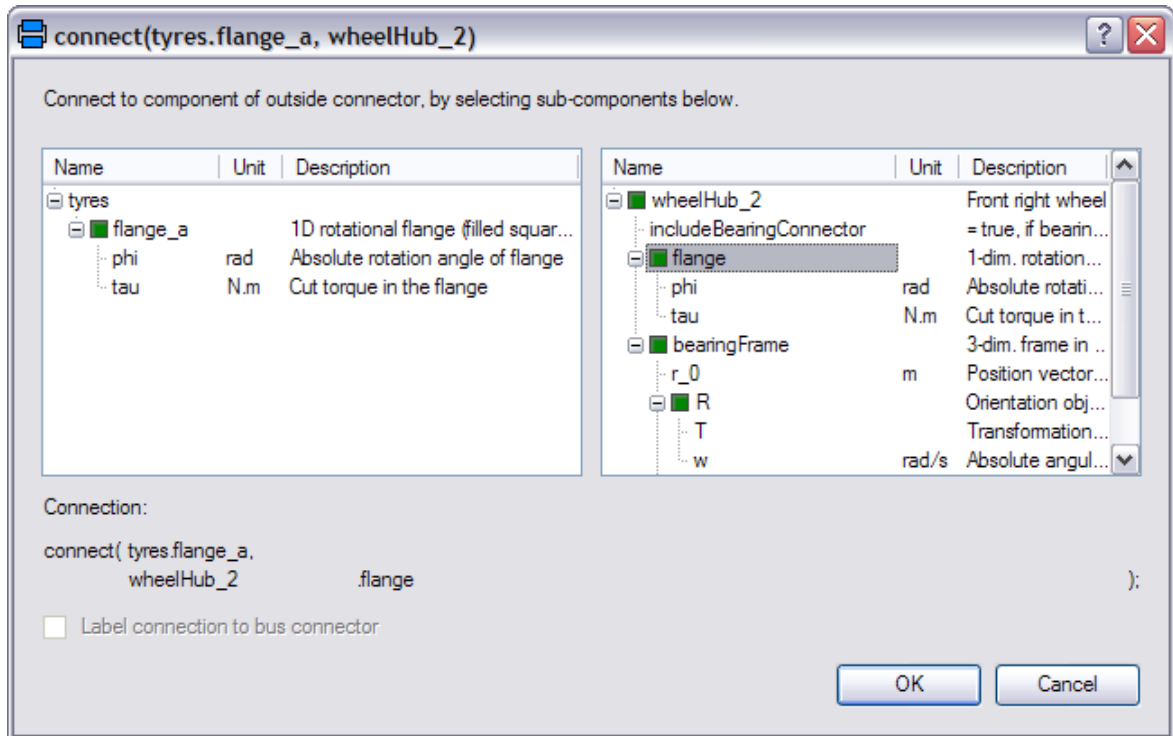 connect(tyres.flange_a, wheelHub_2)
Connect to component of outside connector, by selecting sub-components below.
Name Unit Description
tyres
flange_a 1D rotational flange (filled squar...
phi rad Absolute rotation angle of flange
tau N.m Cut torque in the flange
Name Unit Description
wheelHub_2 Front right wheel
includeBearingConnector = true, if bearin...
flange 1-dim. rotation...
phi rad Absolute rotati...
tau N.m Cut torque in t...
bearingFrame 3-dim. frame in ..
r_0 m Position vector...
R Orientation obj...
T Transformation...
w rad/s Absolute angul...
Connection:
connect( tyres.flange_a,
wheelHub_2 .flange );
Label connection to bus connector
OK Cancel